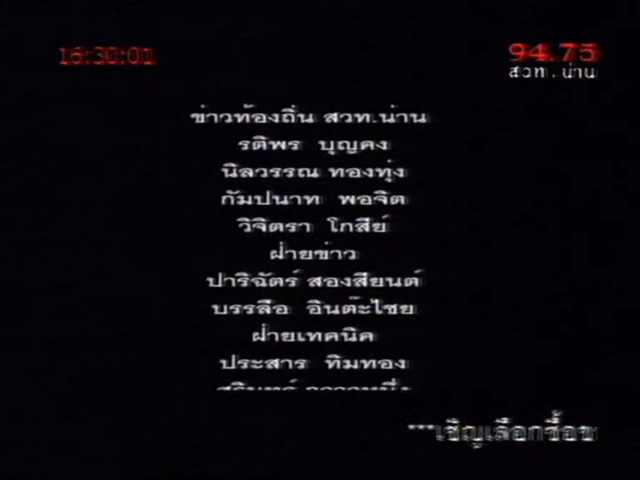 16:30:01
94.75
สวท.น่าน
ข่าวท้องถิ่น สวท.น่าน
รติพร บุญคง
นิลวรรณ ทองทุ่ง
กัมปนาท พอจิต
วิจิตรา โกสีย์
ฝ่ายข่าว
ปาริฉัตร์ สองสียนต์
บรรลือ อินต๊ะไชย
ฝ่ายเทคนิค
ประสาร ทิมทอง
***เชิญเลือกซื้อข